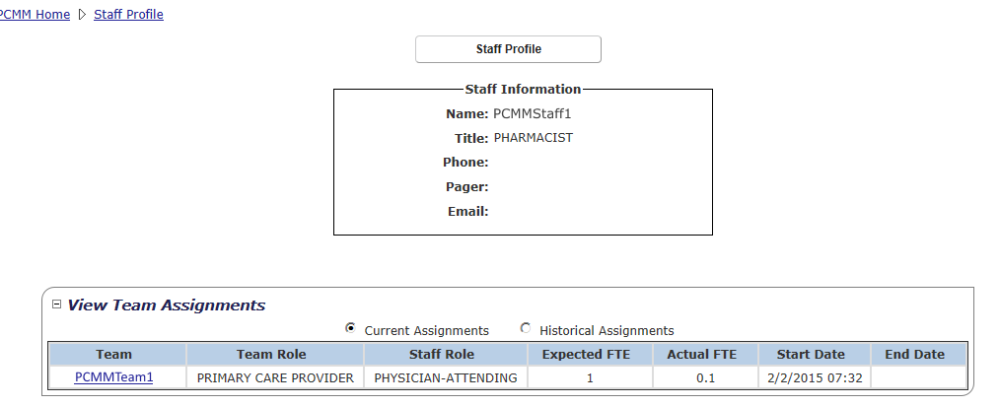 PCMM Home ▷ Staff Profile
Staff Profile
Staff Information
Name: PCMMStaff1
Title: PHARMACIST
Phone:
Pager:
Email:
View Team Assignments
Current Assignments Historical Assignments
Team Team Role Staff Role Expected FTE Actual FTE Start Date End Date
PCMMTeam1 PRIMARY CARE PROVIDER PHYSICIAN-ATTENDING 1 0.1 2/2/2015 07:32